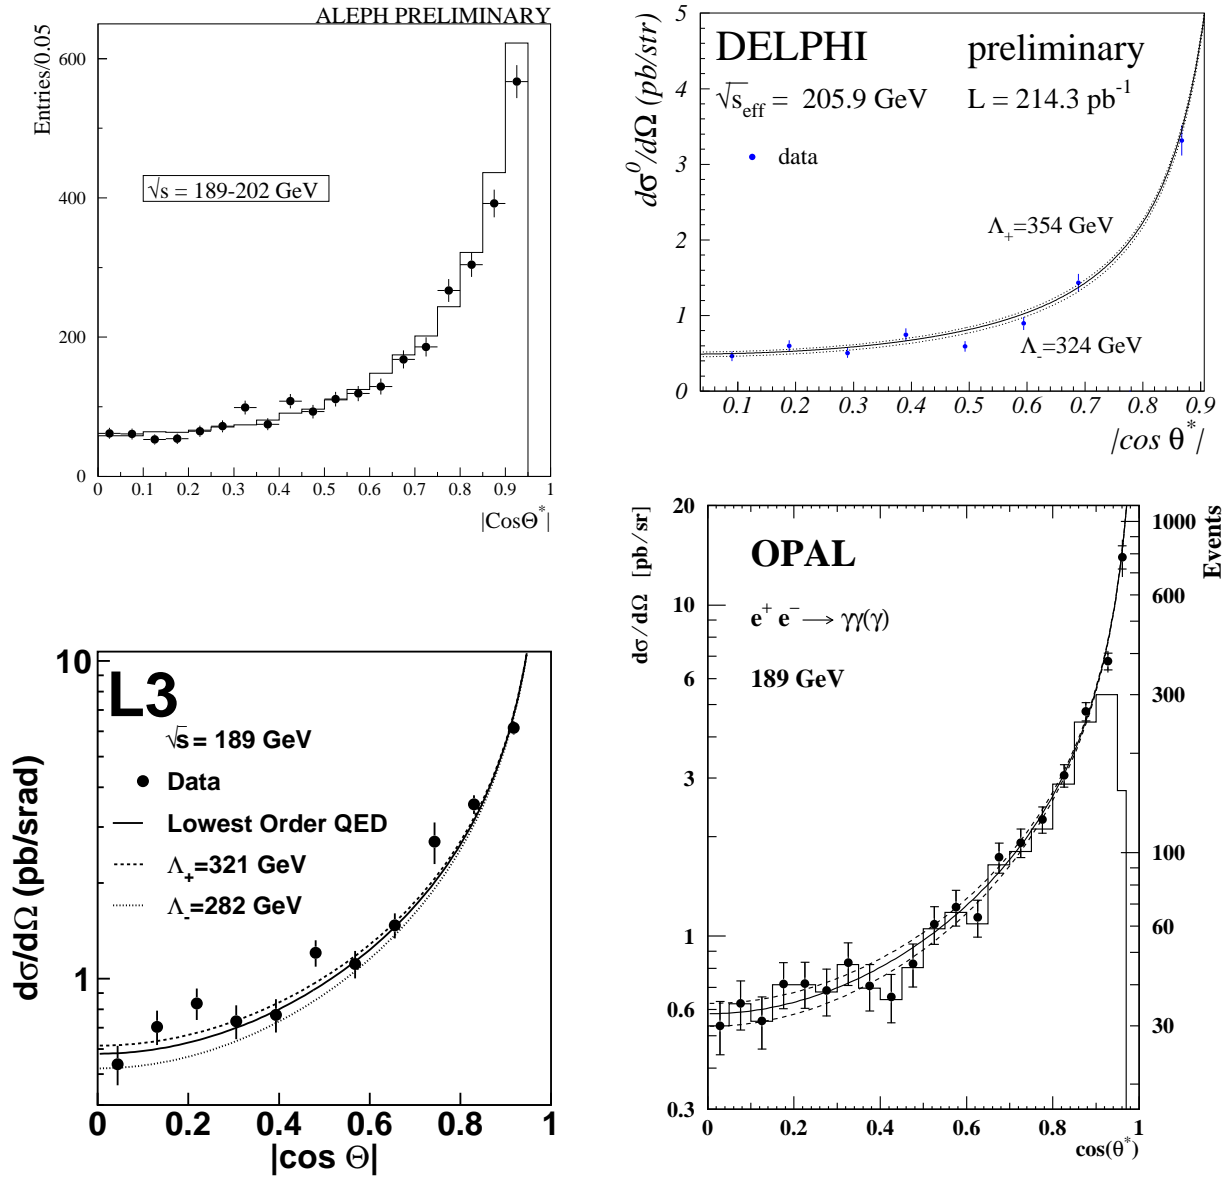 ALEPH PRELIMINARY
Entries/0.05
600
400
200
0
√s = 189-202 GeV
0 0.1 0.2 0.3 0.4 0.5 0.6 0.7 0.8 0.9 1
|CosΘ*|
dσ⁰/dΩ (pb/str)
5
4
3
2
1
0
DELPHI preliminary
√s_eff = 205.9 GeV L = 214.3 pb⁻¹
data
Λ₊=354 GeV
Λ₋=324 GeV
0.1 0.2 0.3 0.4 0.5 0.6 0.7 0.8 0.9
|cos θ*|
dσ/dΩ (pb/srad)
10
1
L3
√s = 189 GeV
Data
Lowest Order QED
Λ₊=321 GeV
Λ₋=282 GeV
0 0.2 0.4 0.6 0.8 1
|cos Θ|
dσ/dΩ [pb/sr]
20
10
6
3
1
0.6
0.3
OPAL
e⁺ e⁻ → γγ(γ)
189 GeV
Events
1000
600
300
100
60
30
0 0.2 0.4 0.6 0.8 1
cos(θ*)